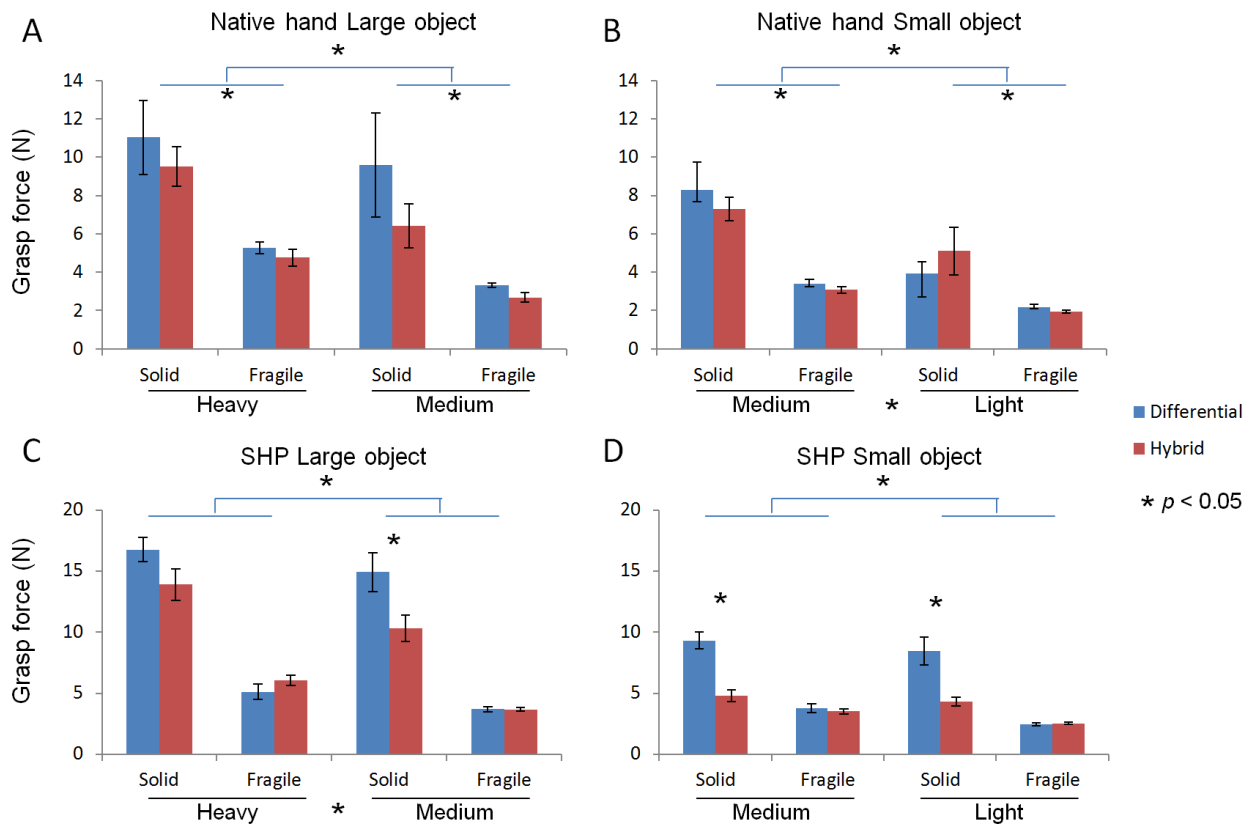 A
Native hand Large object
*
Grasp force (N)
14
12
10
8
6
4
2
0
*
*
Solid
Fragile
Solid
Fragile
Heavy
Medium
B
Native hand Small object
*
14
12
10
8
6
4
2
0
*
*
Solid
Fragile
Solid
Fragile
Medium
*
Light
Differential
Hybrid
* p < 0.05
C
SHP Large object
*
Grasp force (N)
20
15
10
5
0
*
Solid
Fragile
Solid
Fragile
Heavy
*
Medium
D
SHP Small object
*
20
15
10
5
0
*
*
Solid
Fragile
Solid
Fragile
Medium
Light